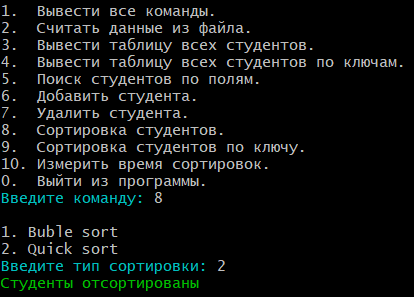 1.  Вывести все команды.
2.  Считать данные из файла.
3.  Вывести таблицу всех студентов.
4.  Вывести таблицу всех студентов по ключам.
5.  Поиск студентов по полям.
6.  Добавить студента.
7.  Удалить студента.
8.  Сортировка студентов.
9.  Сортировка студентов по ключу.
10. Измерить время сортировок.
0.  Выйти из программы.
Введите команду: 8
1. Buble sort
2. Quick sort
Введите тип сортировки: 2
Студенты отсортированы